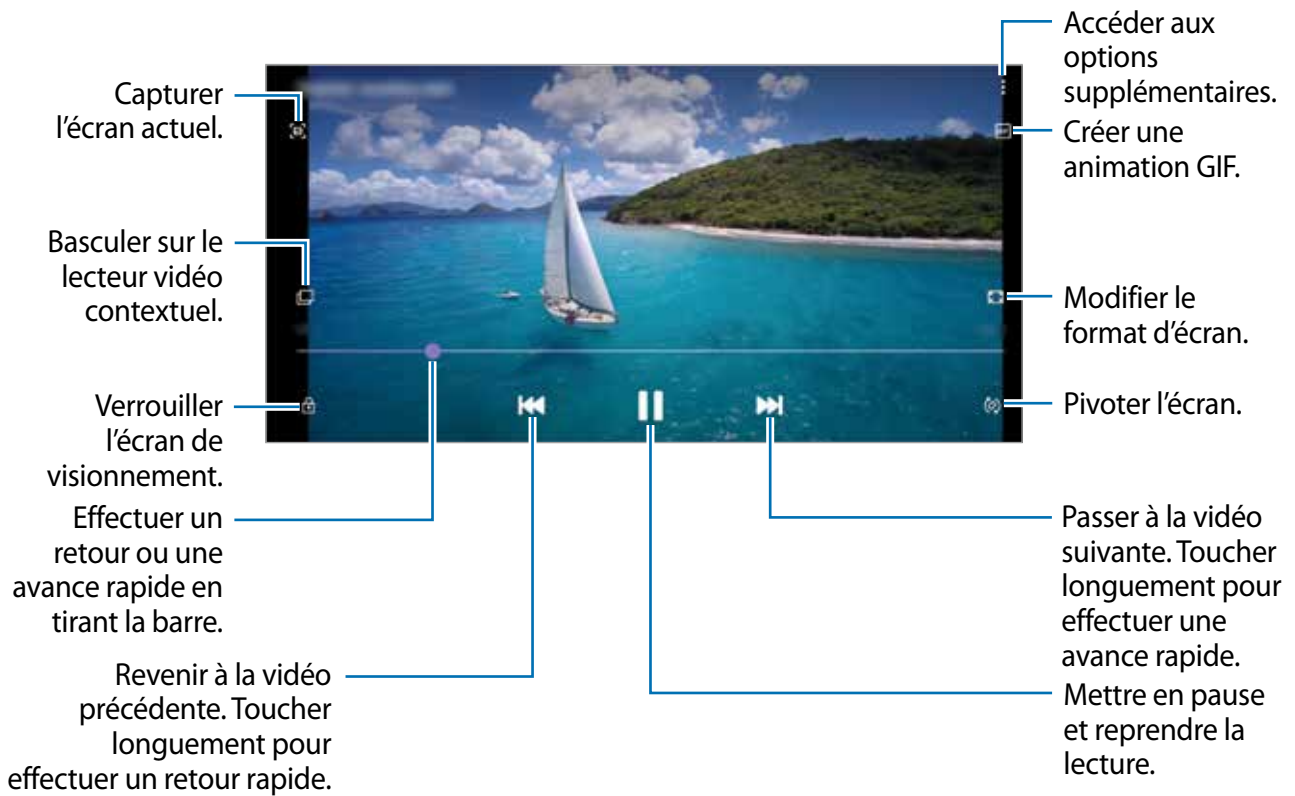 Capturer
l'écran actuel.
Basculer sur le
lecteur vidéo
contextuel.
Verrouiller
l'écran de
visionnement.
Effectuer un
retour ou une
avance rapide en
tirant la barre.
Revenir à la vidéo
précédente. Toucher
longuement pour
effectuer un retour rapide.
Accéder aux
options
supplémentaires.
Créer une
animation GIF.
Modifier le
format d'écran.
Pivoter l'écran.
Passer à la vidéo
suivante. Toucher
longuement pour
effectuer une
avance rapide.
Mettre en pause
et reprendre la
lecture.